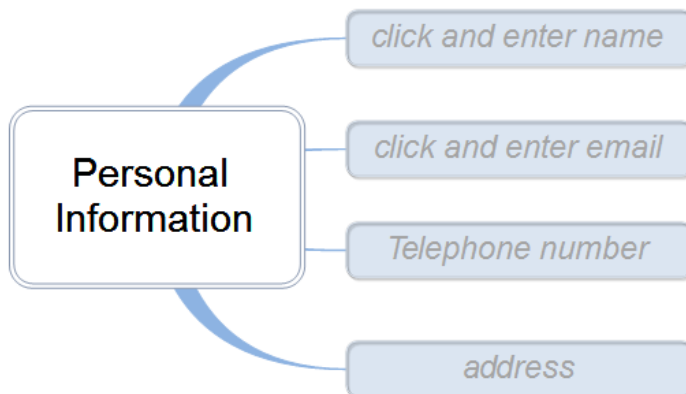 click and enter name
click and enter email
Personal
Information
Telephone number
address